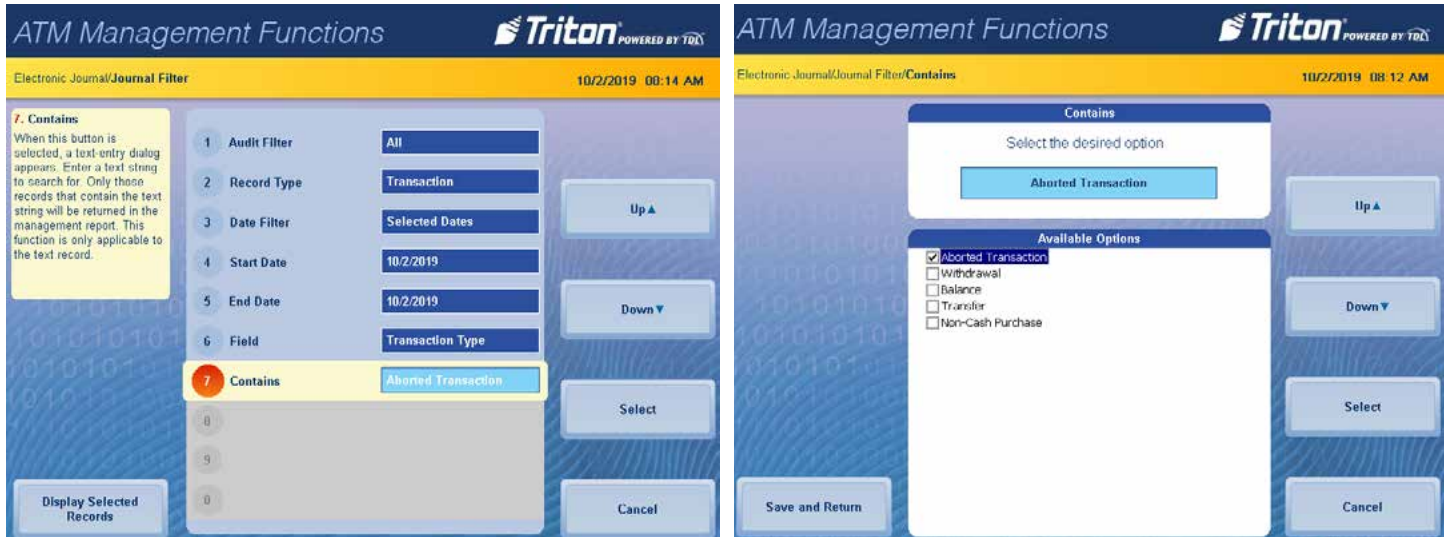 ATM Management Functions
Triton POWERED BY TDL
Electronic Journal/Journal Filter
10/2/2019 08:14 AM
7. Contains
When this button is
selected, a text-entry dialog
appears. Enter a text string
to search for. Only those
records that contain the text
string will be returned in the
management report. This
function is only applicable to
the text record.
1 Audit Filter All
2 Record Type Transaction
3 Date Filter Selected Dates
4 Start Date 10/2/2019
5 End Date 10/2/2019
6 Field Transaction Type
7 Contains Aborted Transaction
8
9
0
Up▲
Down▼
Select
Cancel
Display Selected
Records
ATM Management Functions
Triton POWERED BY TDL
Electronic Journal/Journal Filter/Contains
10/2/2019 08:12 AM
Contains
Select the desired option
Aborted Transaction
Available Options
Aborted Transaction
Withdrawal
Balance
Transfer
Non-Cash Purchase
Up▲
Down▼
Select
Cancel
Save and Return